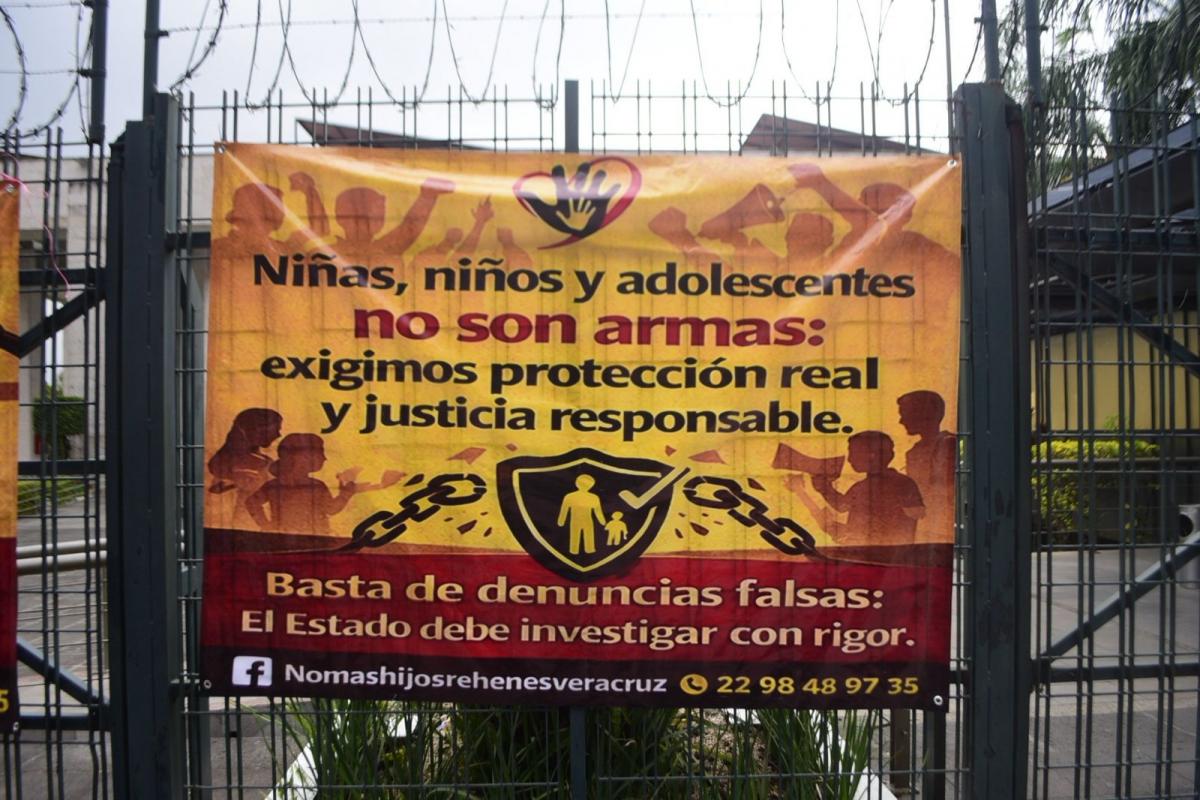 Niñas, niños y adolescentes
no son armas:
exigimos protección real
y justicia responsable.
Basta de denuncias falsas:
El Estado debe investigar con rigor.
f Nomashijosrehenesveracruz 22 98 48 97 35
5